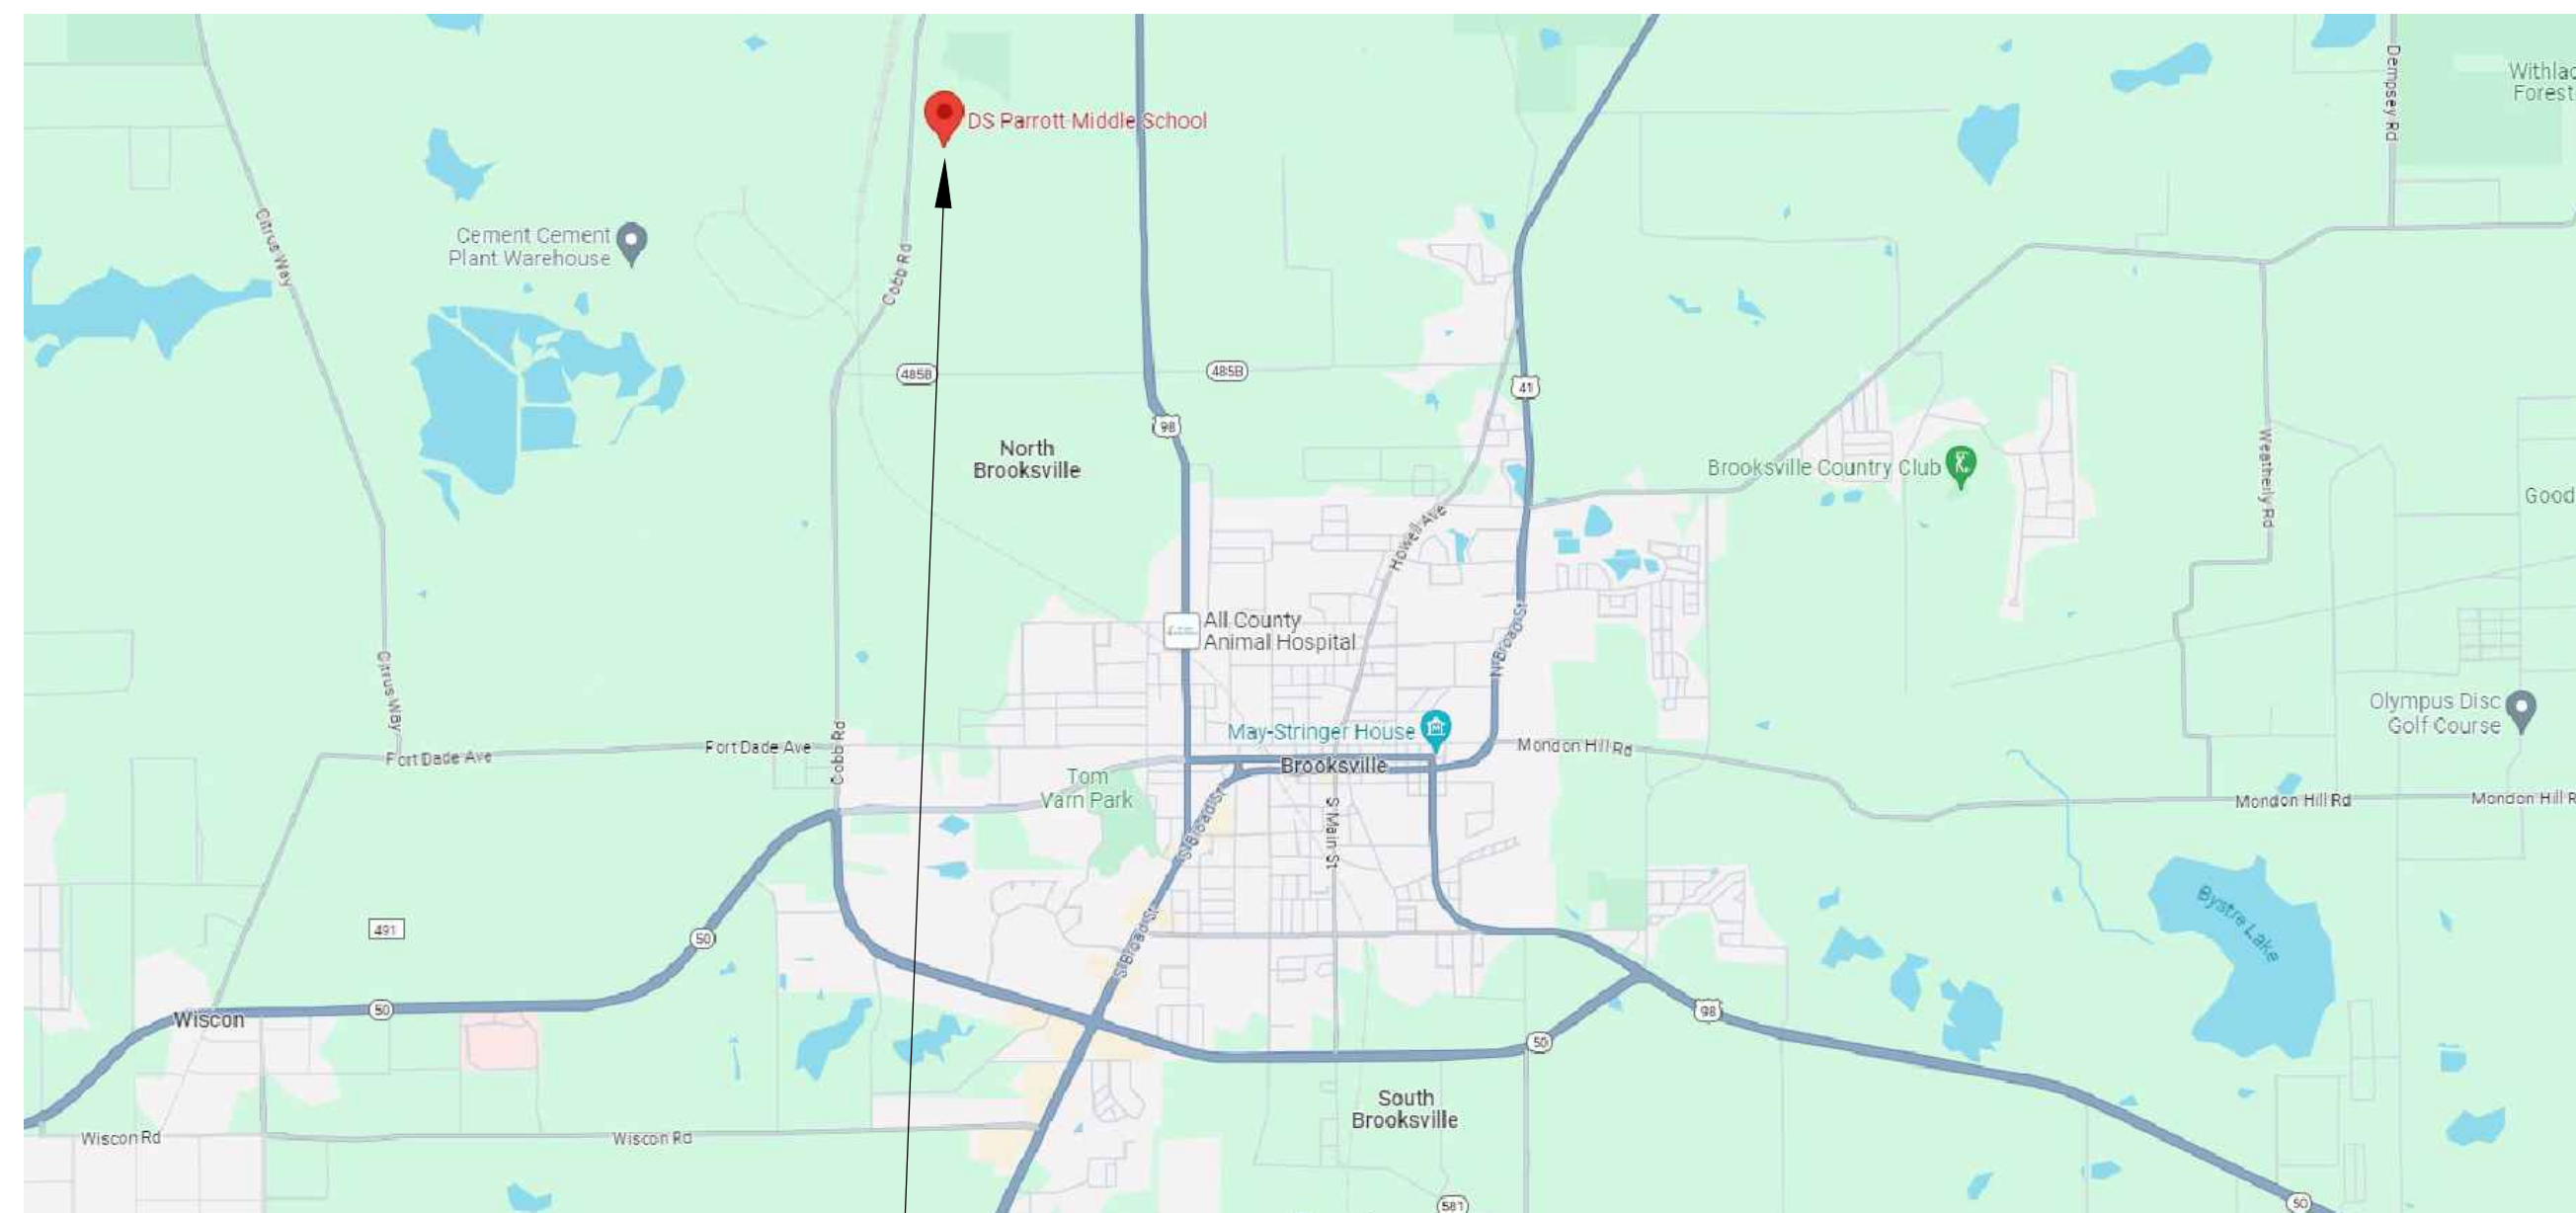 Dempsey Rd
Withlac
Forest
DS Parrott Middle School
Citrus Way
Cement Cement
Plant Warehouse
Cobb Rd
485B
485B
41
98
North
Brooksville
Brooksville Country Club
Weatherly Rd
Good
Howell Ave
All County
Animal Hospital
N Broad St
Citrus Way
Olympus Disc
Golf Course
May-Stringer House
Fort Dade Ave
Fort Dade Ave
Cobb Rd
Mondon Hill Rd
Brooksville
Tom
Varn Park
S Broad St
S Main St
Mondon Hill Rd
Mondon Hill R
Bystre Lake
491
50
S Broad St
50
Wiscon
98
50
South
Brooksville
Wiscon Rd
Wiscon Rd
581
50